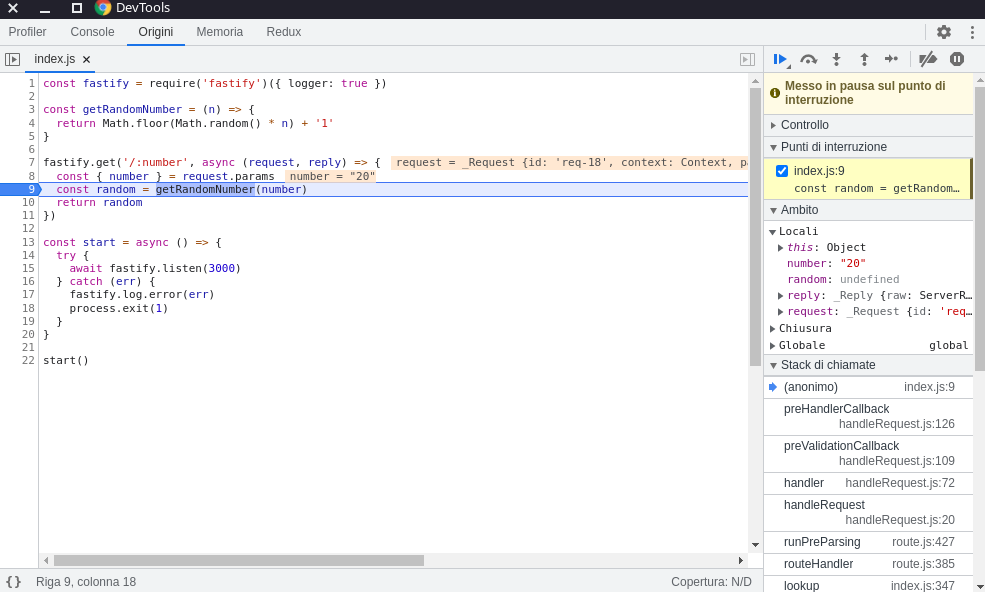 DevTools
Profiler Console Origini Memoria Redux
index.js
1 const fastify = require('fastify')({ logger: true })
2
3 const getRandomNumber = (n) => {
4 return Math.floor(Math.random() * n) + '1'
5 }
6
7 fastify.get('/:number', async (request, reply) => { request = _Request {id: 'req-18', context: Context, pa
8 const { number } = request.params number = "20"
9 const random = getRandomNumber(number)
10 return random
11 })
12
13 const start = async () => {
14 try {
15 await fastify.listen(3000)
16 } catch (err) {
17 fastify.log.error(err)
18 process.exit(1)
19 }
20 }
21
22 start()
{} Riga 9, colonna 18 Copertura: N/D
Messo in pausa sul punto di
interruzione
Controllo
Punti di interruzione
index.js:9
const random = getRandom…
Ambito
Locali
this: Object
number: "20"
random: undefined
reply: _Reply {raw: ServerR…
request: _Request {id: 'req…
Chiusura
Globale global
Stack di chiamate
(anonimo) index.js:9
preHandlerCallback
handleRequest.js:126
preValidationCallback
handleRequest.js:109
handler handleRequest.js:72
handleRequest
handleRequest.js:20
runPreParsing route.js:427
routeHandler route.js:385
lookup index.js:347